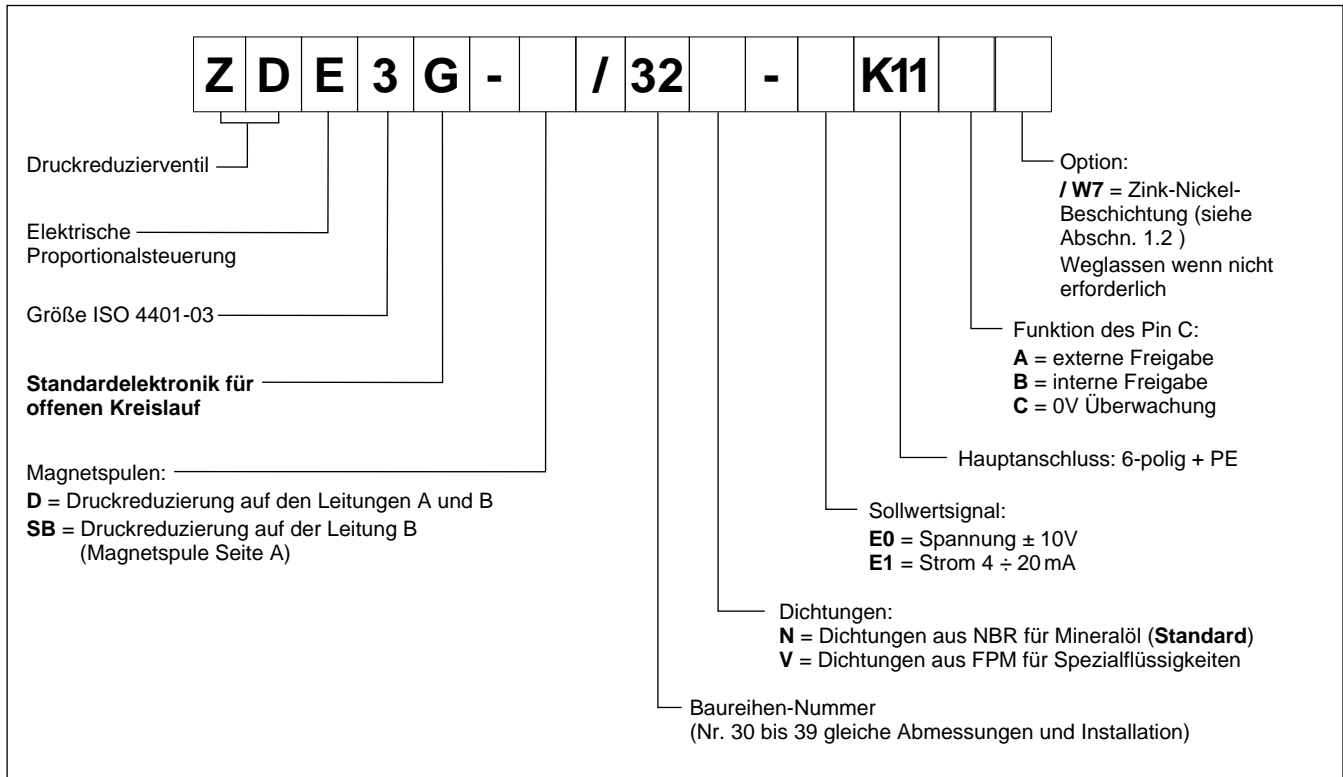 Z D E 3 G - / 32 - K11
Druckreduzierventil
Elektrische
Proportionalsteuerung
Größe ISO 4401-03
Standardelektronik für
offenen Kreislauf
Magnetspulen:
D = Druckreduzierung auf den Leitungen A und B
SB = Druckreduzierung auf der Leitung B
(Magnetspule Seite A)
Option:
/ W7 = Zink-Nickel-
Beschichtung (siehe
Abschn. 1.2 )
Weglassen wenn nicht
erforderlich
Funktion des Pin C:
A = externe Freigabe
B = interne Freigabe
C = 0V Überwachung
Hauptanschluss: 6-polig + PE
Sollwertsignal:
E0 = Spannung ± 10V
E1 = Strom 4 ÷ 20 mA
Dichtungen:
N = Dichtungen aus NBR für Mineralöl (Standard)
V = Dichtungen aus FPM für Spezialflüssigkeiten
Baureihen-Nummer
(Nr. 30 bis 39 gleiche Abmessungen und Installation)